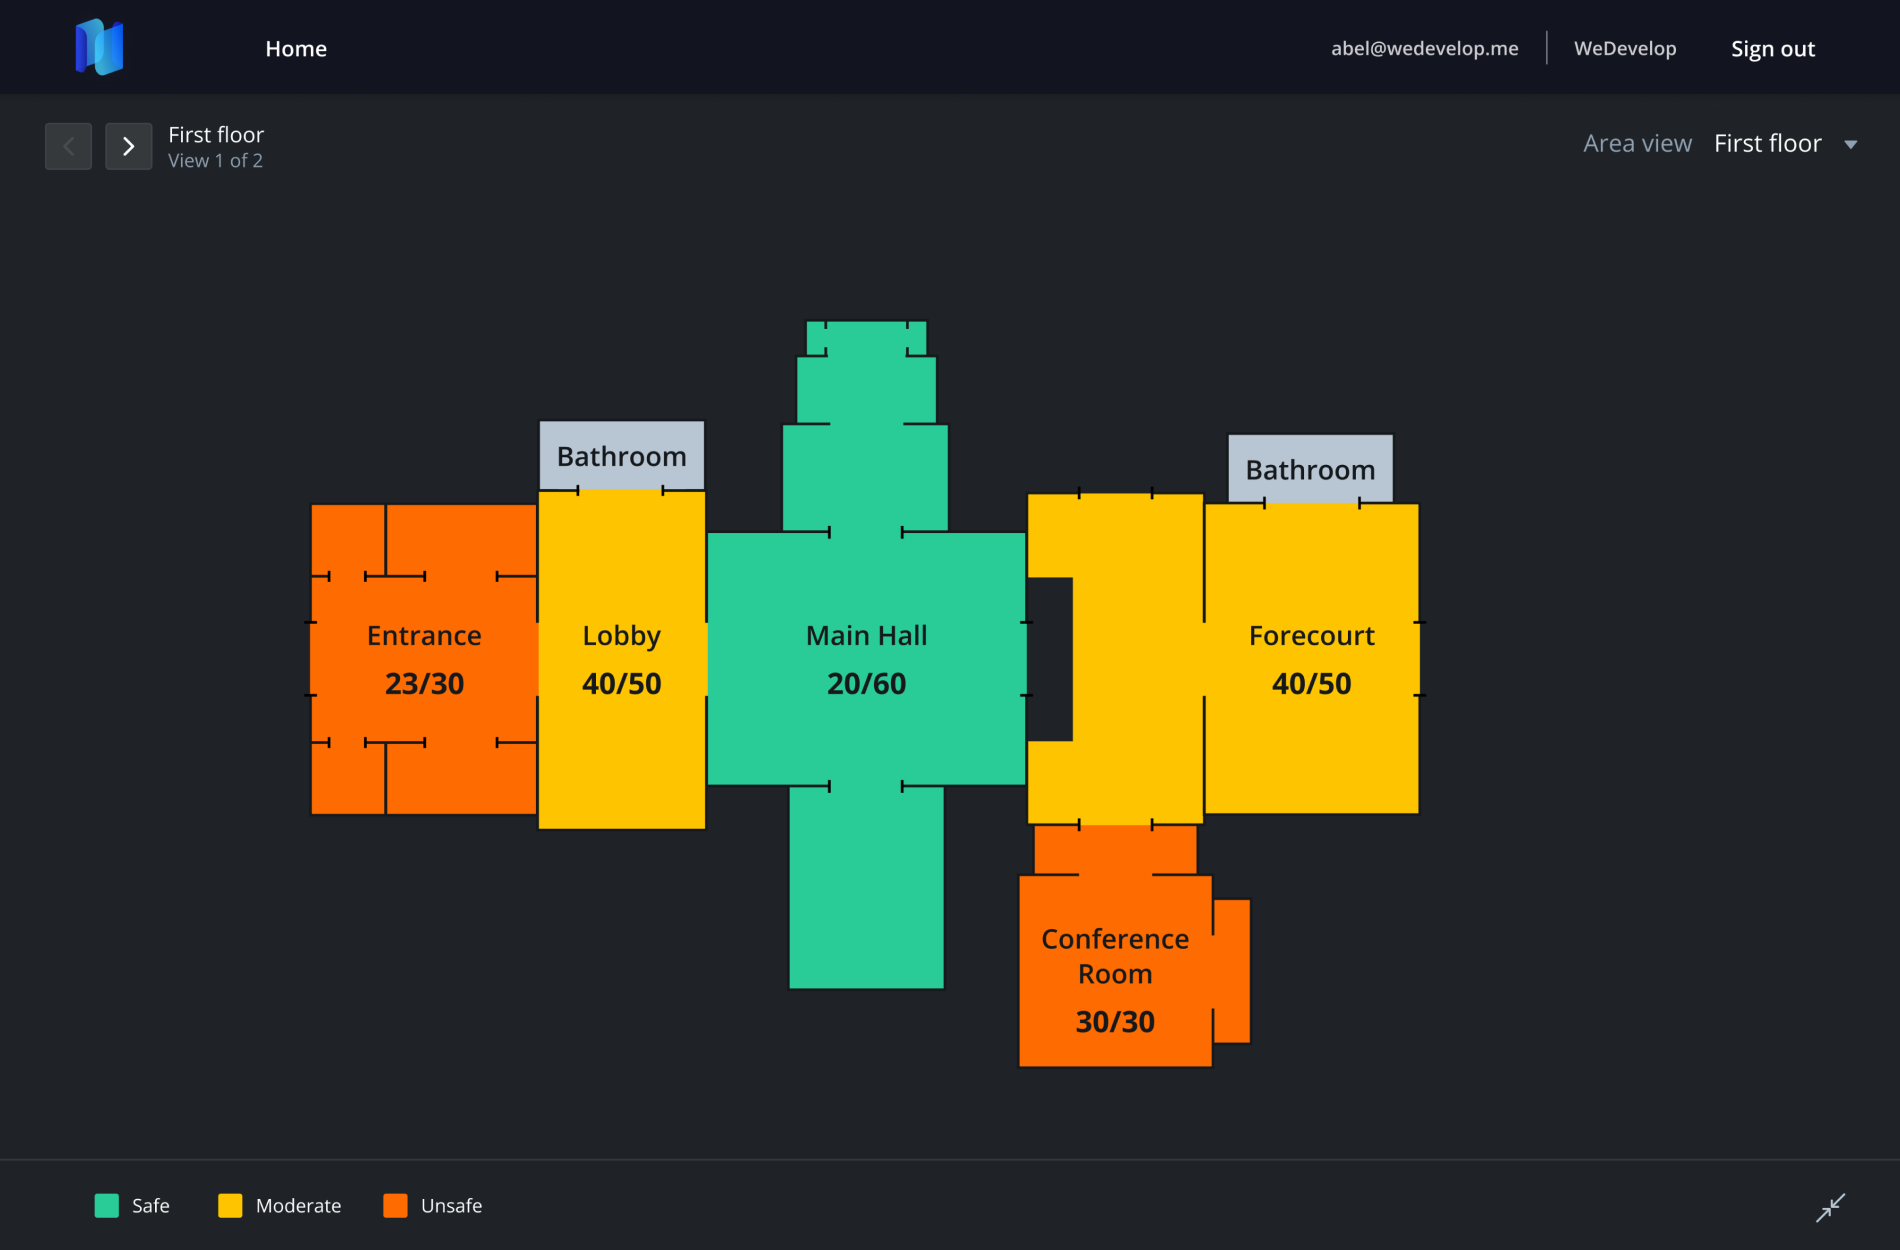 Home
abel@wedevelop.me
WeDevelop
Sign out
First floor
View 1 of 2
Area view First floor
Bathroom
Bathroom
Entrance
23/30
Lobby
40/50
Main Hall
20/60
Forecourt
40/50
Conference
Room
30/30
Safe
Moderate
Unsafe